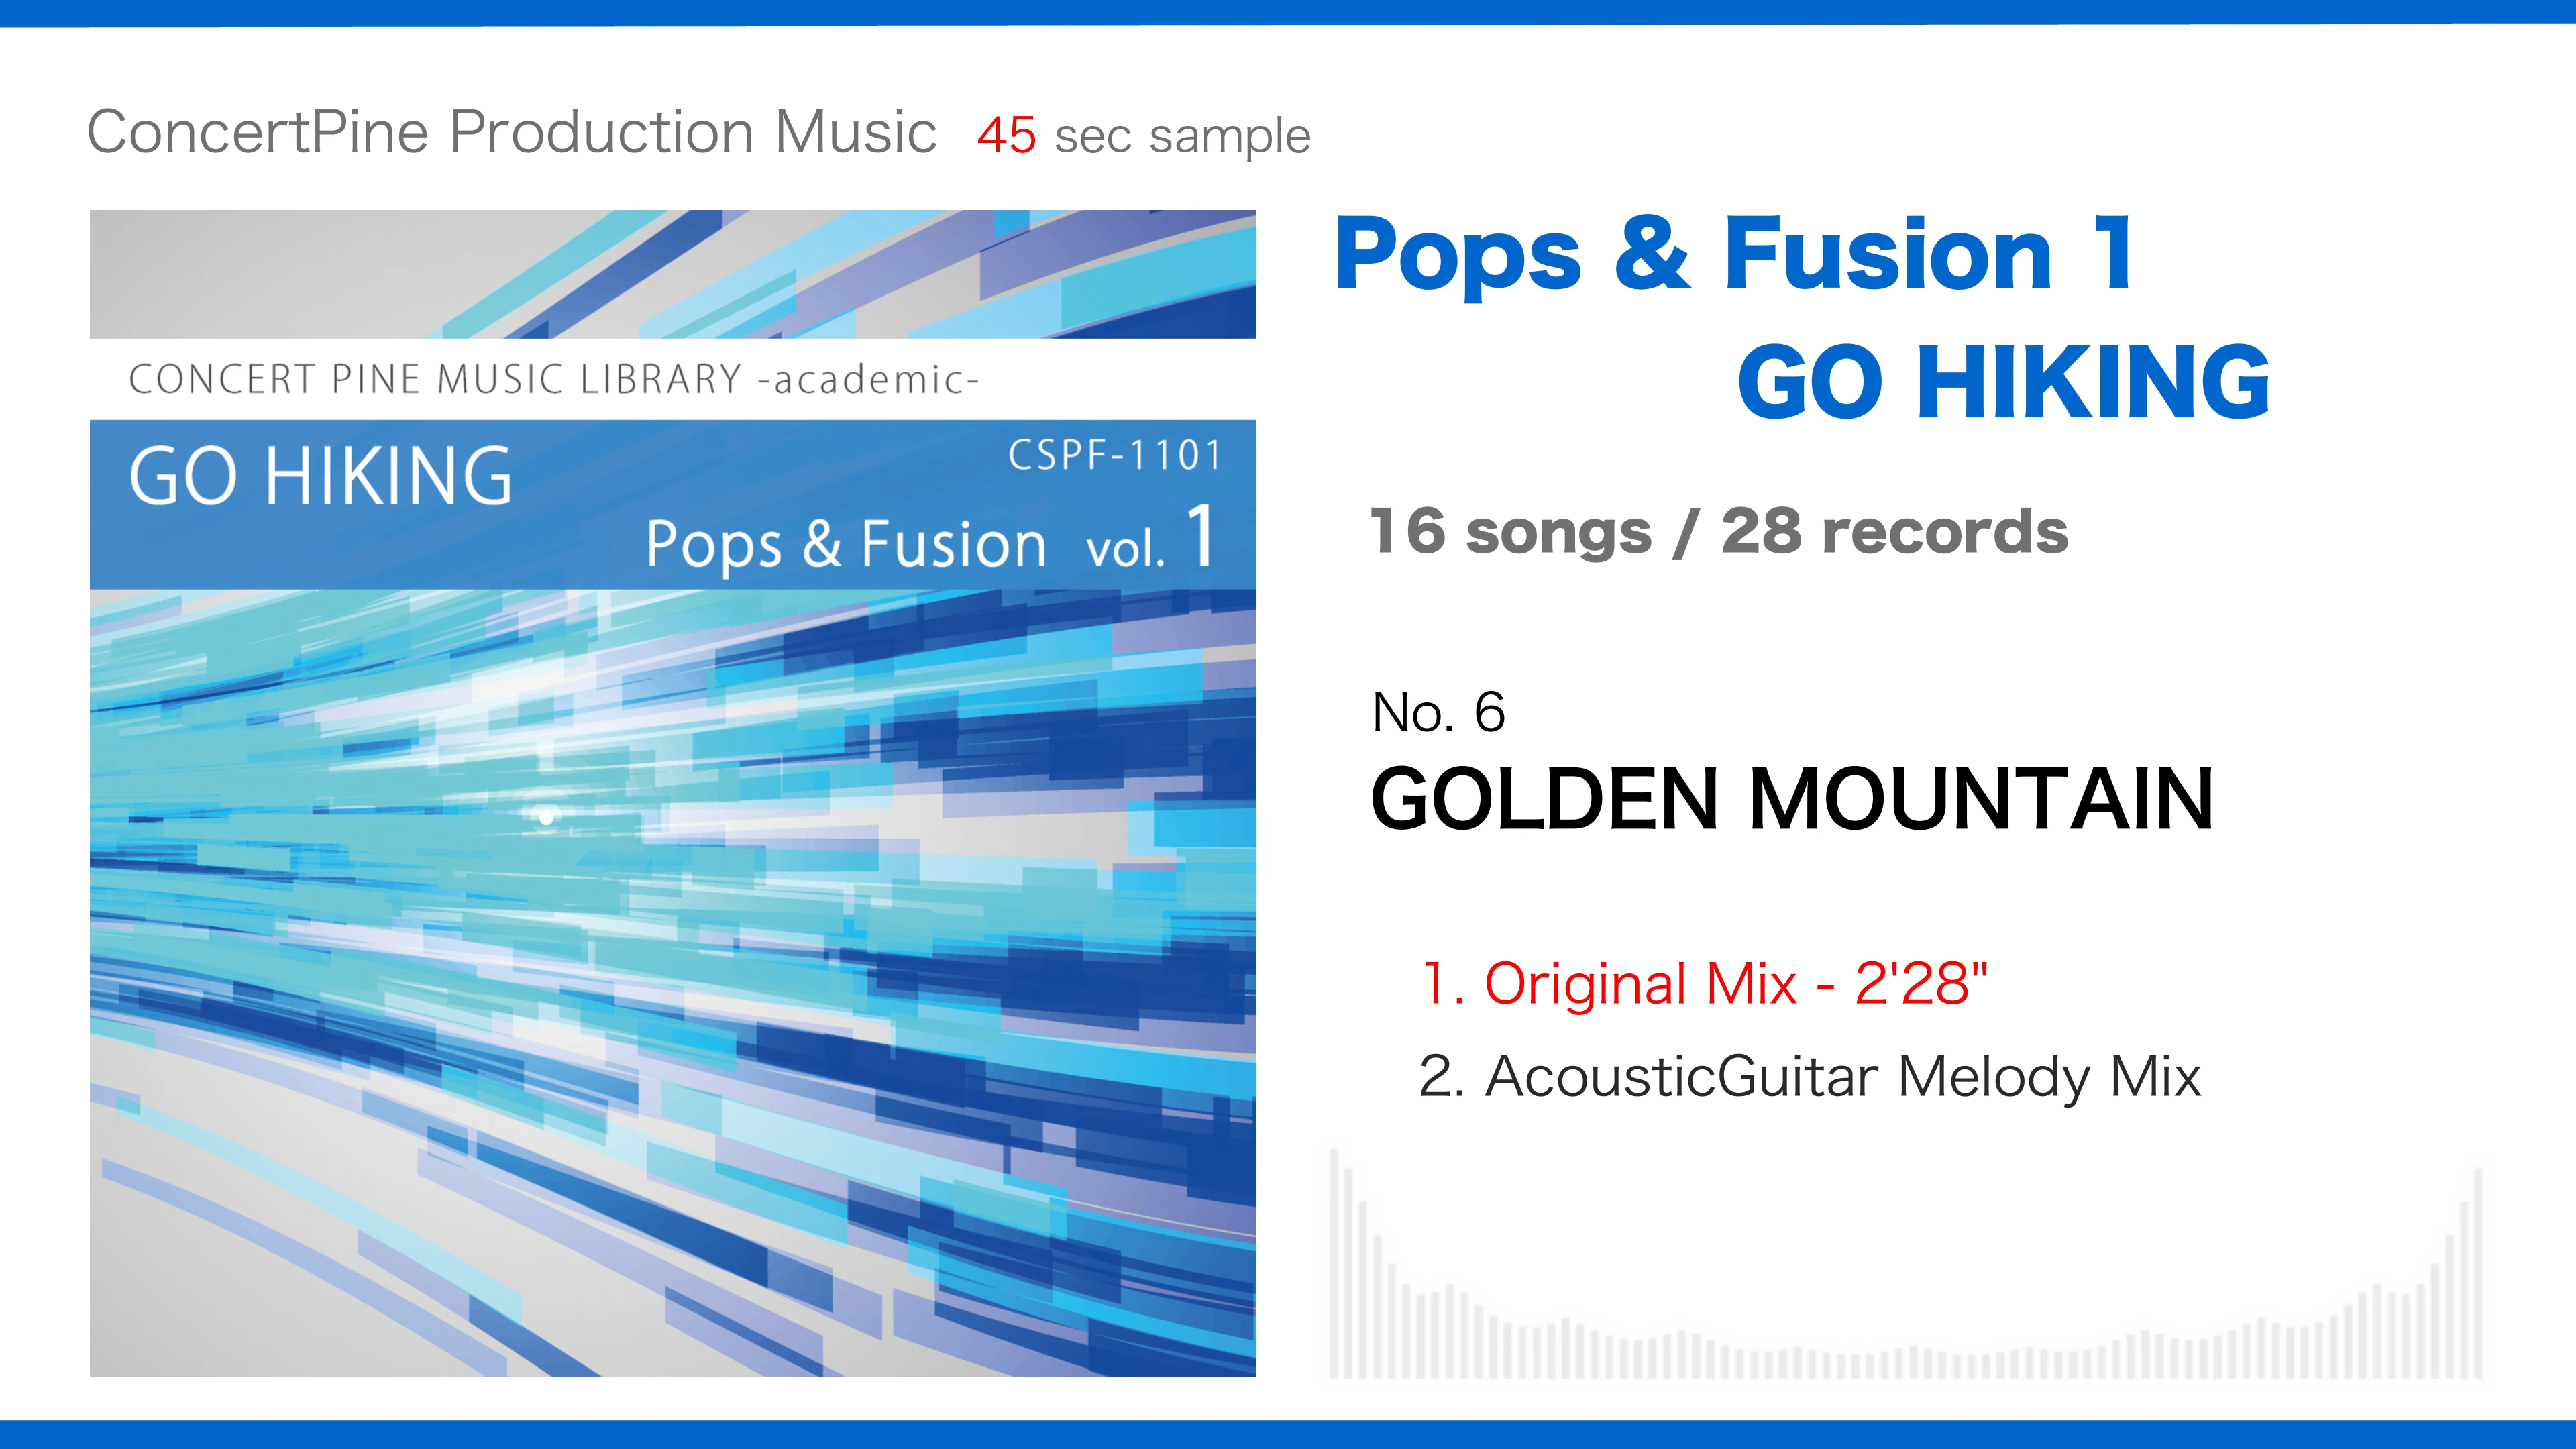 ConcertPine Production Music 45 sec sample
CONCERT PINE MUSIC LIBRARY -academic-
GO HIKING
CSPF-1101
Pops & Fusion vol. 1
Pops & Fusion 1
GO HIKING
16 songs / 28 records
No. 6
GOLDEN MOUNTAIN
1. Original Mix - 2'28"
2. AcousticGuitar Melody Mix